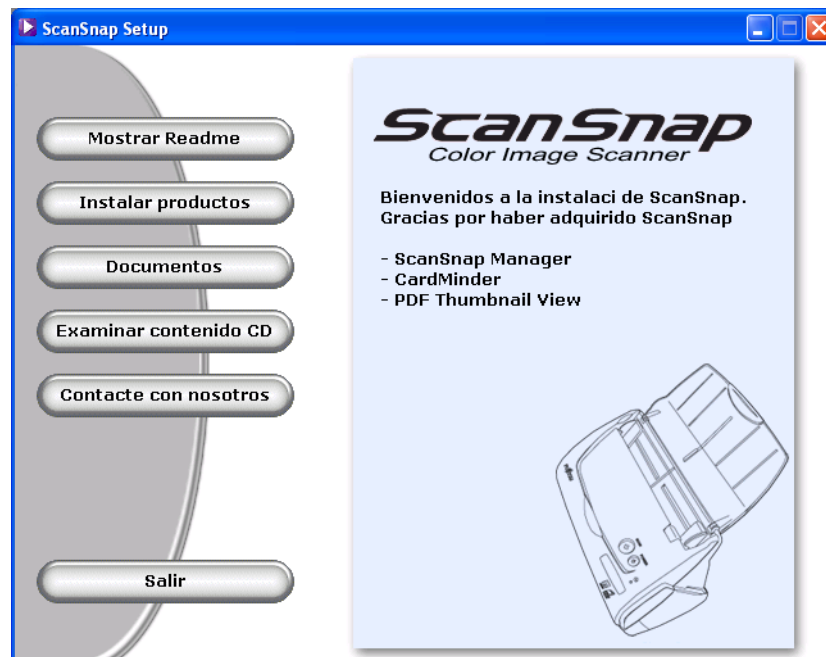 ScanSnap Setup
Mostrar Readme
Instalar productos
Documentos
Examinar contenido CD
Contacte con nosotros
Salir
ScanSnap
Color Image Scanner
Bienvenidos a la instalaci de ScanSnap.
Gracias por haber adquirido ScanSnap
- ScanSnap Manager
- CardMinder
- PDF Thumbnail View